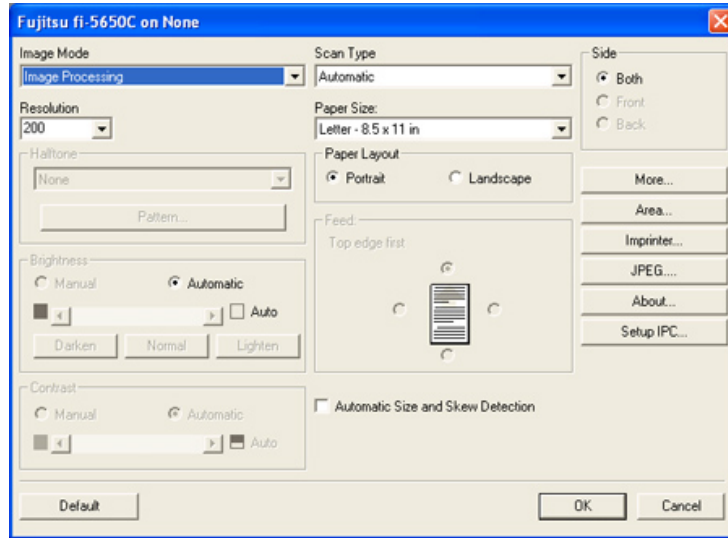 Fujitsu fi-5650C on None
Image Mode
Image Processing
Scan Type
Automatic
Side
Both
Front
Back
Resolution
200
Paper Size:
Letter - 8.5 x 11 in
Halftone
None
Pattern...
Paper Layout
Portrait Landscape
More...
Area...
Imprinter...
JPEG....
About...
Setup IPC...
Feed:
Top edge first
Brightness
Manual Automatic
Auto
Darken Normal Lighten
Contrast
Manual Automatic
Auto
Automatic Size and Skew Detection
Default OK Cancel